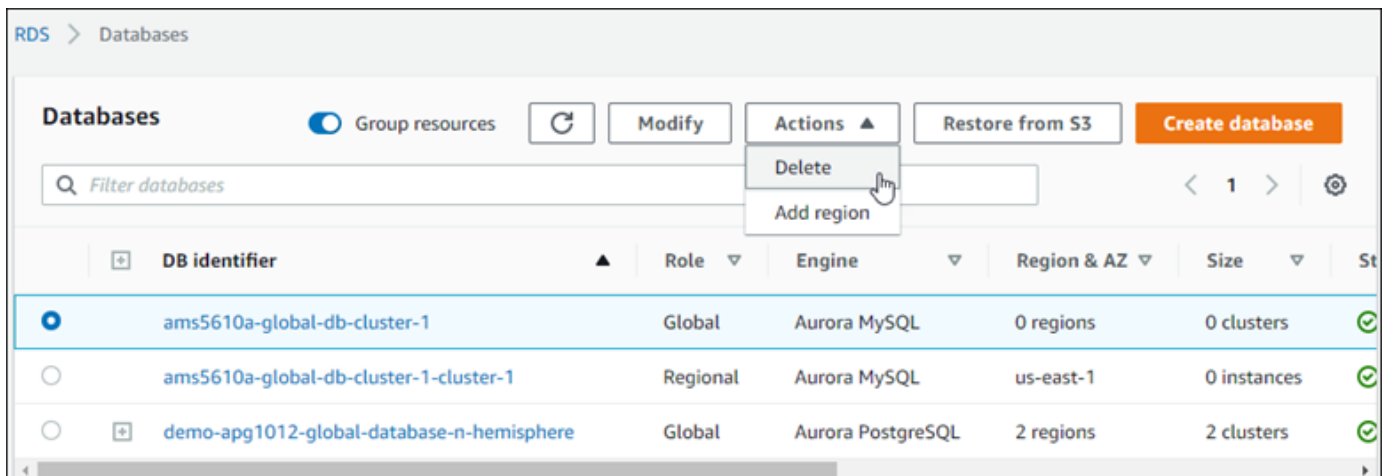 RDS > Databases
Databases Group resources Modify Actions ▲ Restore from S3 Create database
Filter databases Delete < 1 >
Add region
DB identifier ▲ Role ▽ Engine ▽ Region & AZ ▽ Size ▽ St
ams5610a-global-db-cluster-1 Global Aurora MySQL 0 regions 0 clusters
ams5610a-global-db-cluster-1-cluster-1 Regional Aurora MySQL us-east-1 0 instances
demo-apg1012-global-database-n-hemisphere Global Aurora PostgreSQL 2 regions 2 clusters